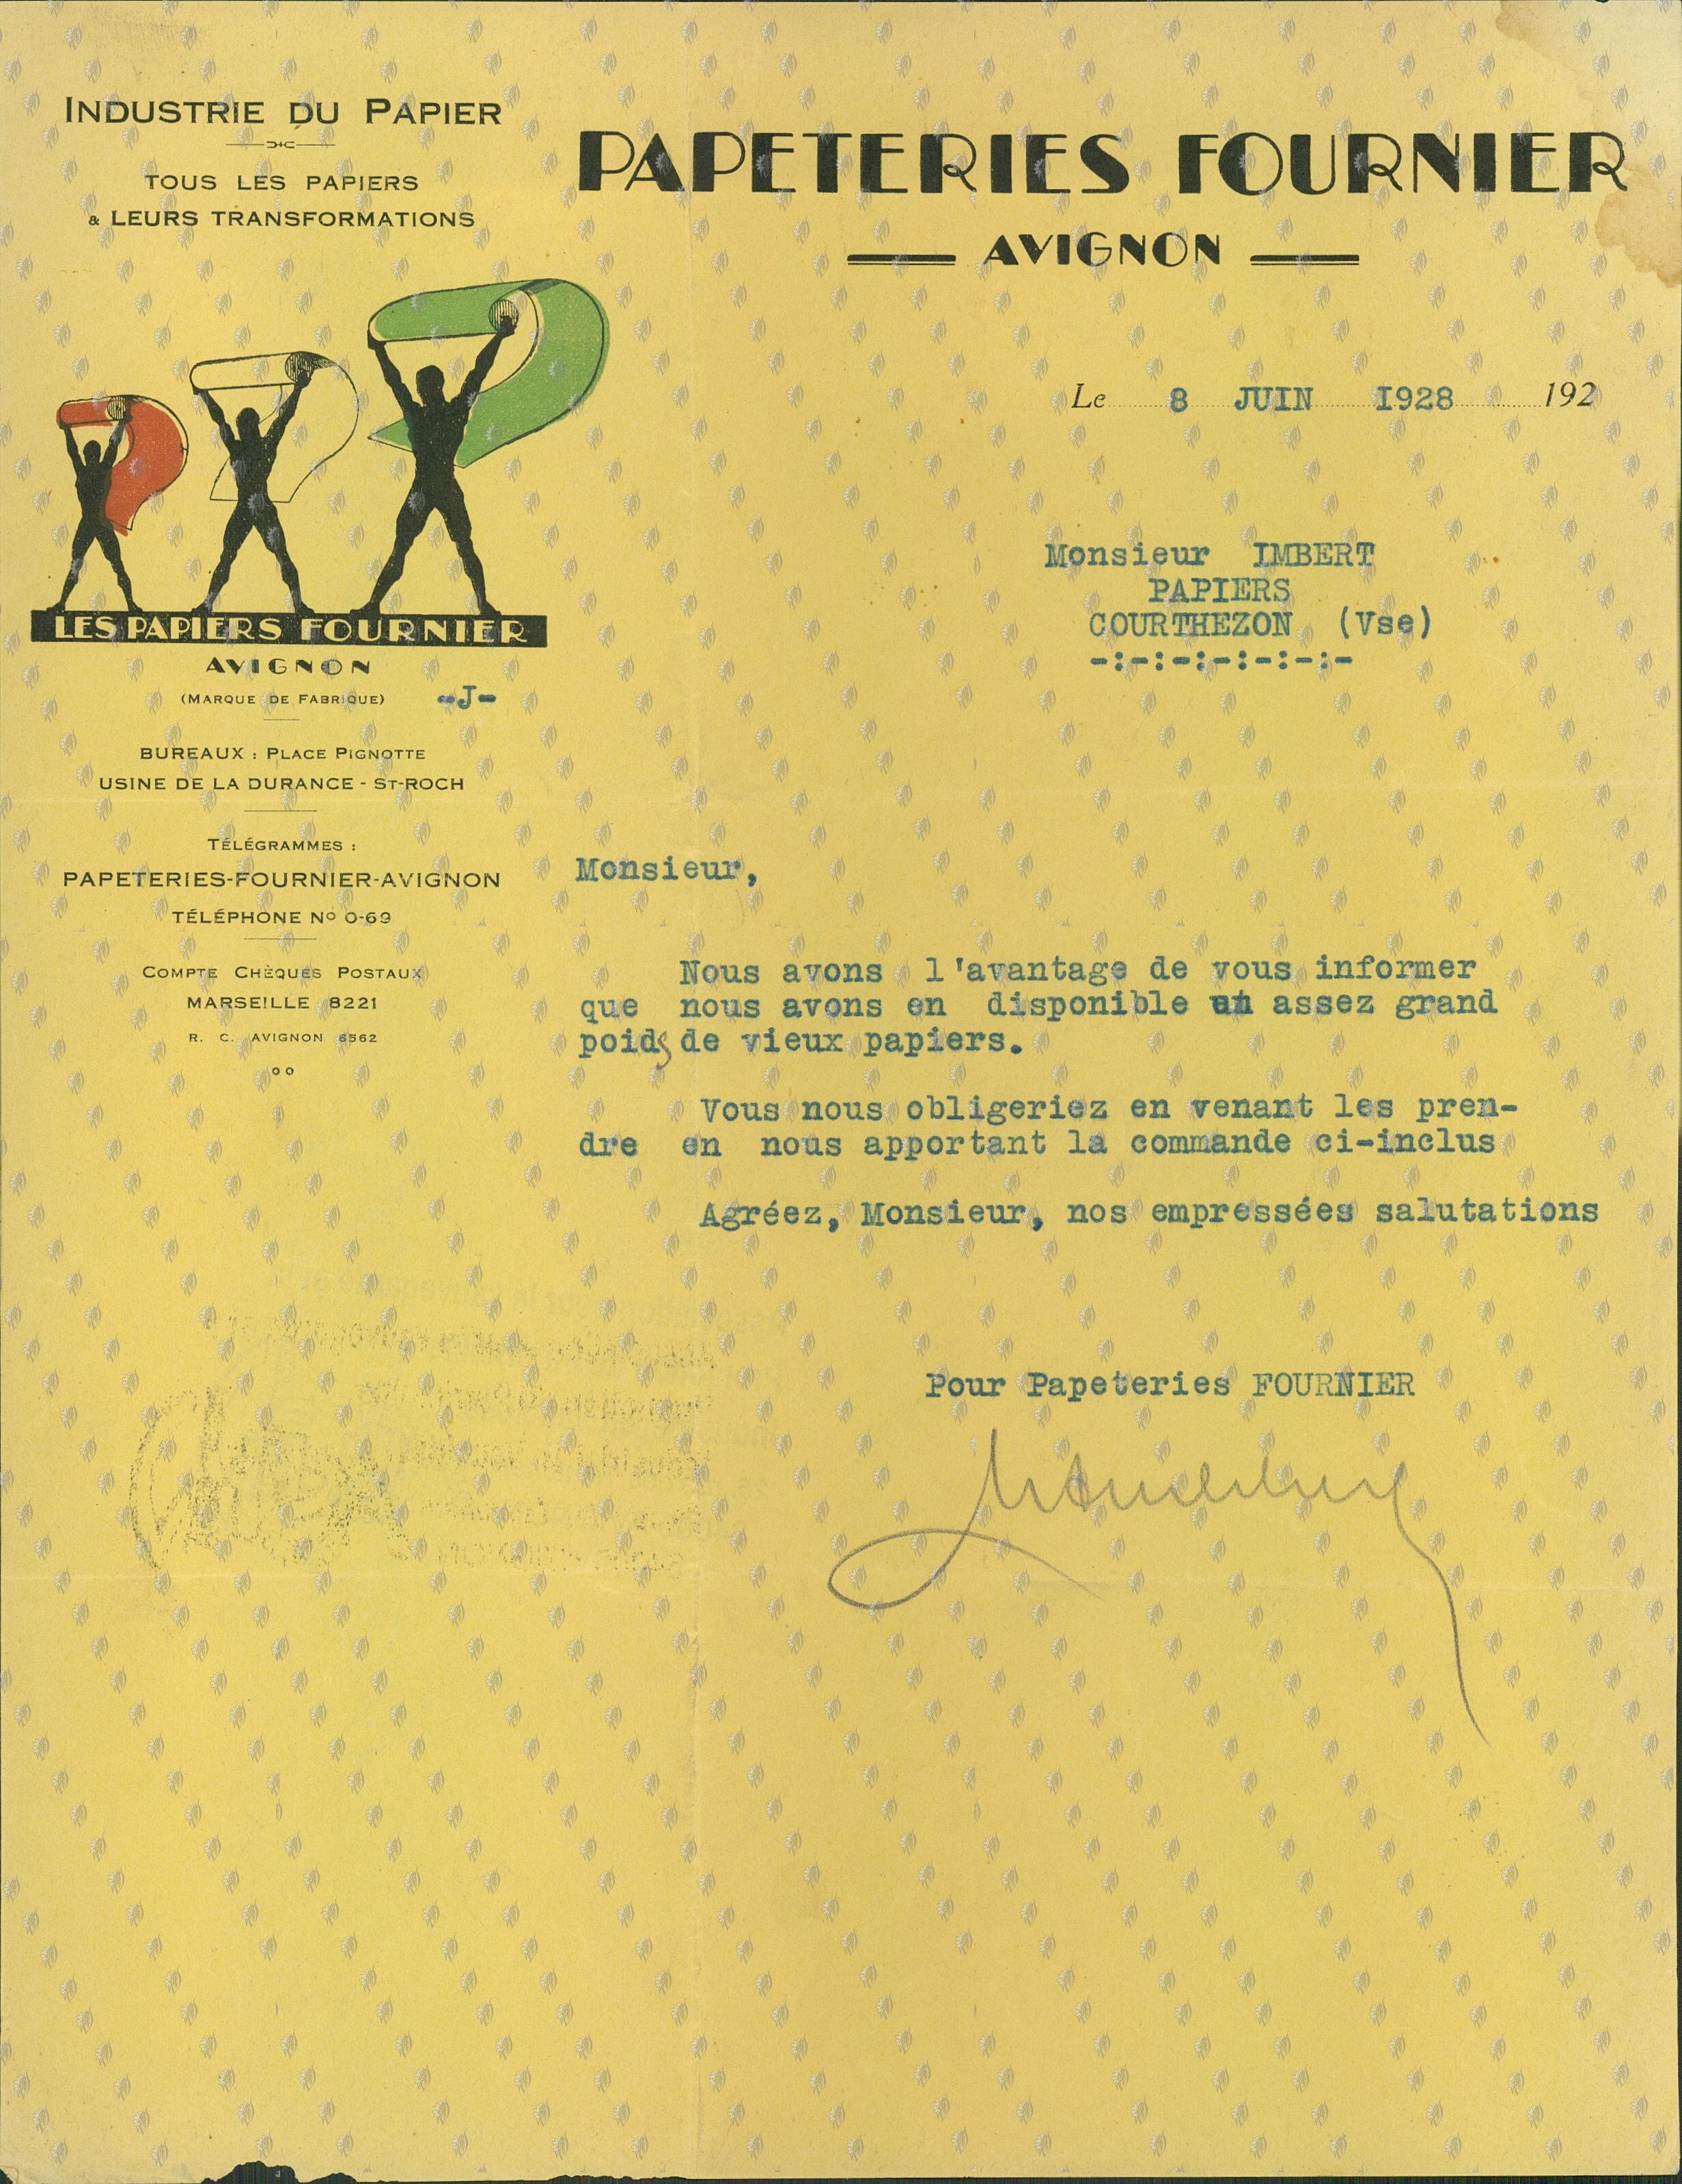 INDUSTRIE DU PAPIER
TOUS LES PAPIERS
& LEURS TRANSFORMATIONS
PAPETERIES FOURNIER
AVIGNON
Le 8 JUIN 1928 192
LES PAPIERS FOURNIER
AVIGNON
(MARQUE DE FABRIQUE) -J-
BUREAUX : PLACE PIGNOTTE
USINE DE LA DURANCE - ST-ROCH
TÉLÉGRAMMES :
PAPETERIES-FOURNIER-AVIGNON
TÉLÉPHONE No 0-69
COMPTE CHÈQUES POSTAUX
MARSEILLE 8221
R. C. AVIGNON 6562
Monsieur IMBERT
PAPIERS
COURTHEZON (Vse)
-:-:-:-:-:-:-
Monsieur,
Nous avons l'avantage de vous informer
que nous avons en disponible un assez grand
poids de vieux papiers.
Vous nous obligeriez en venant les pren-
dre en nous apportant la commande ci-inclus
Agréez, Monsieur, nos empressées salutations
Pour Papeteries FOURNIER